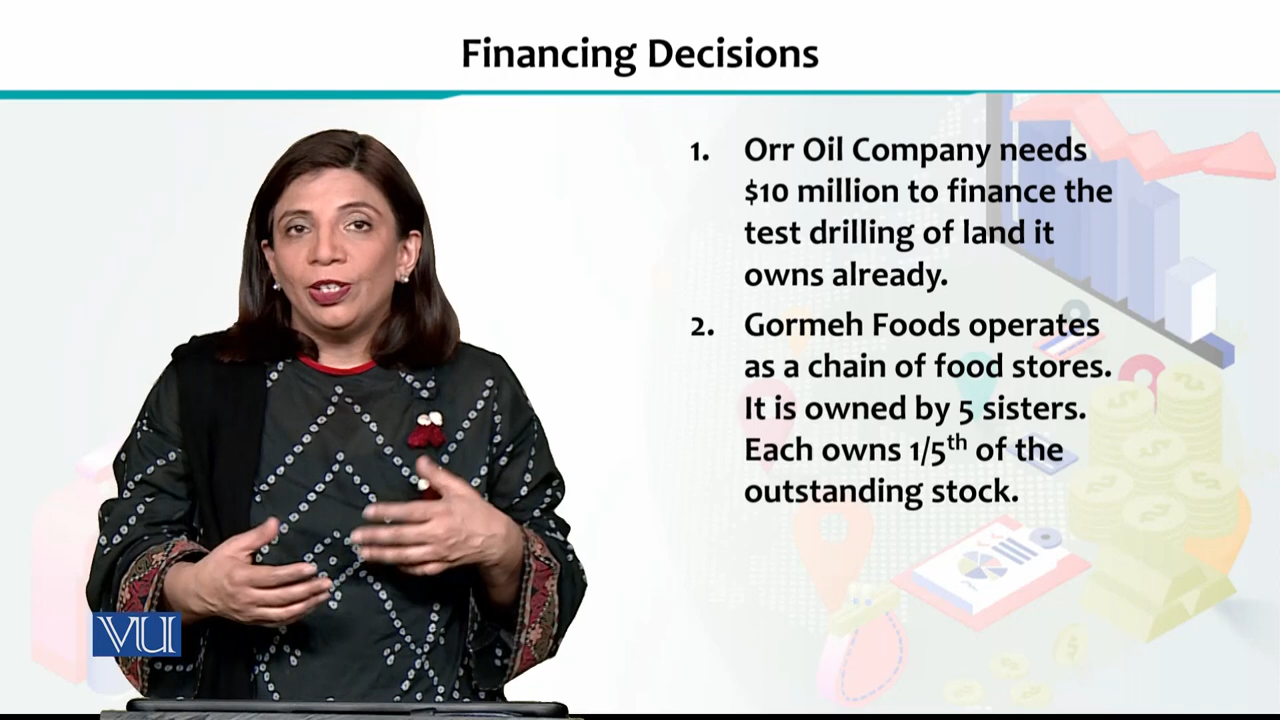 Financing Decisions
1. Orr Oil Company needs
$10 million to finance the
test drilling of land it
owns already.
2. Gormeh Foods operates
as a chain of food stores.
It is owned by 5 sisters.
Each owns 1/5th of the
outstanding stock.
VU